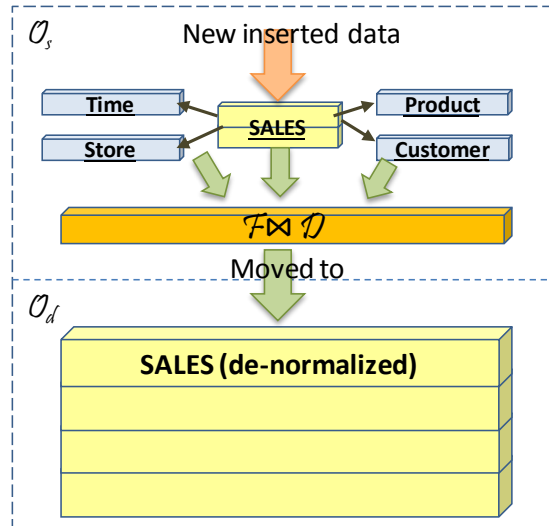 𝒪ₛ
New inserted data
Time
Product
SALES
Store
Customer
ℱ⋈ 𝒟
Moved to
𝒪d
SALES (de-normalized)